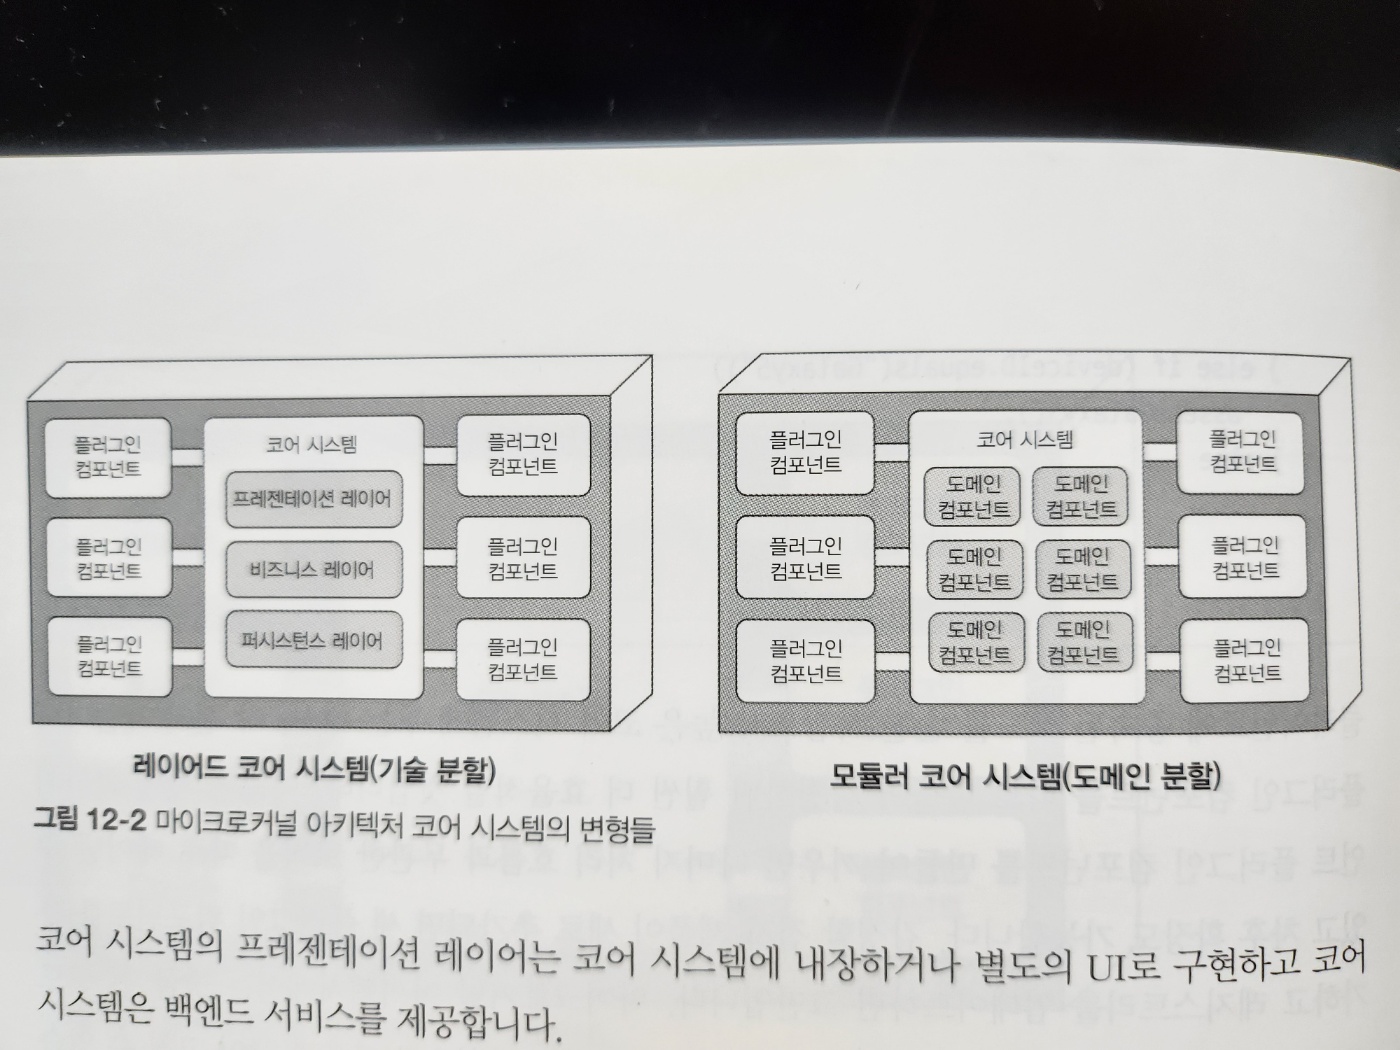 플러그인
컴포넌트
플러그인
컴포넌트
플러그인
컴포넌트
코어 시스템
프레젠테이션 레이어
비즈니스 레이어
퍼시스턴스 레이어
플러그인
컴포넌트
플러그인
컴포넌트
플러그인
컴포넌트
레이어드 코어 시스템(기술 분할)
플러그인
컴포넌트
플러그인
컴포넌트
플러그인
컴포넌트
코어 시스템
도메인
컴포넌트
도메인
컴포넌트
도메인
컴포넌트
도메인
컴포넌트
도메인
컴포넌트
도메인
컴포넌트
플러그인
컴포넌트
플러그인
컴포넌트
플러그인
컴포넌트
모듈러 코어 시스템(도메인 분할)
그림 12-2 마이크로커널 아키텍처 코어 시스템의 변형들
코어 시스템의 프레젠테이션 레이어는 코어 시스템에 내장하거나 별도의 UI로 구현하고 코어
시스템은 백엔드 서비스를 제공합니다.